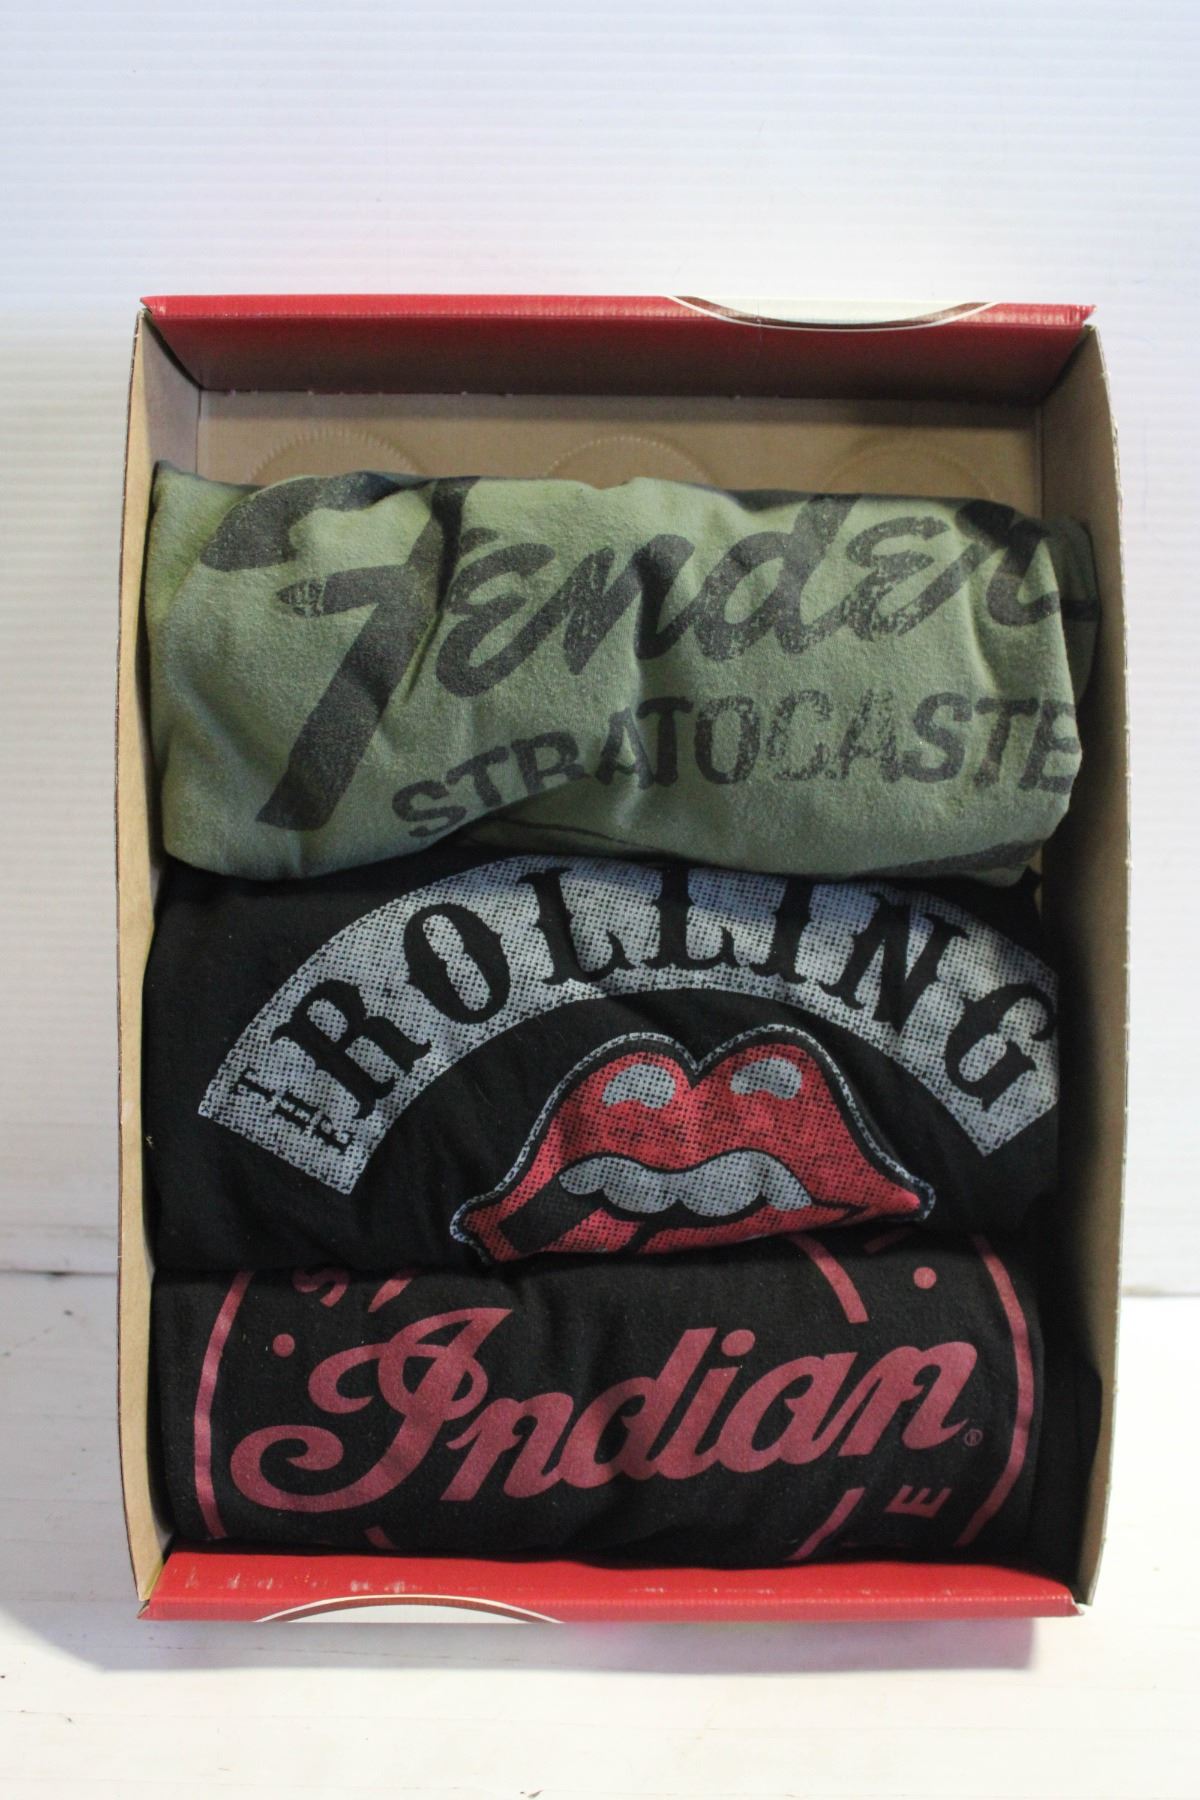 Fender
STRATOCASTE
THE ROLLING
S
Indian®
E